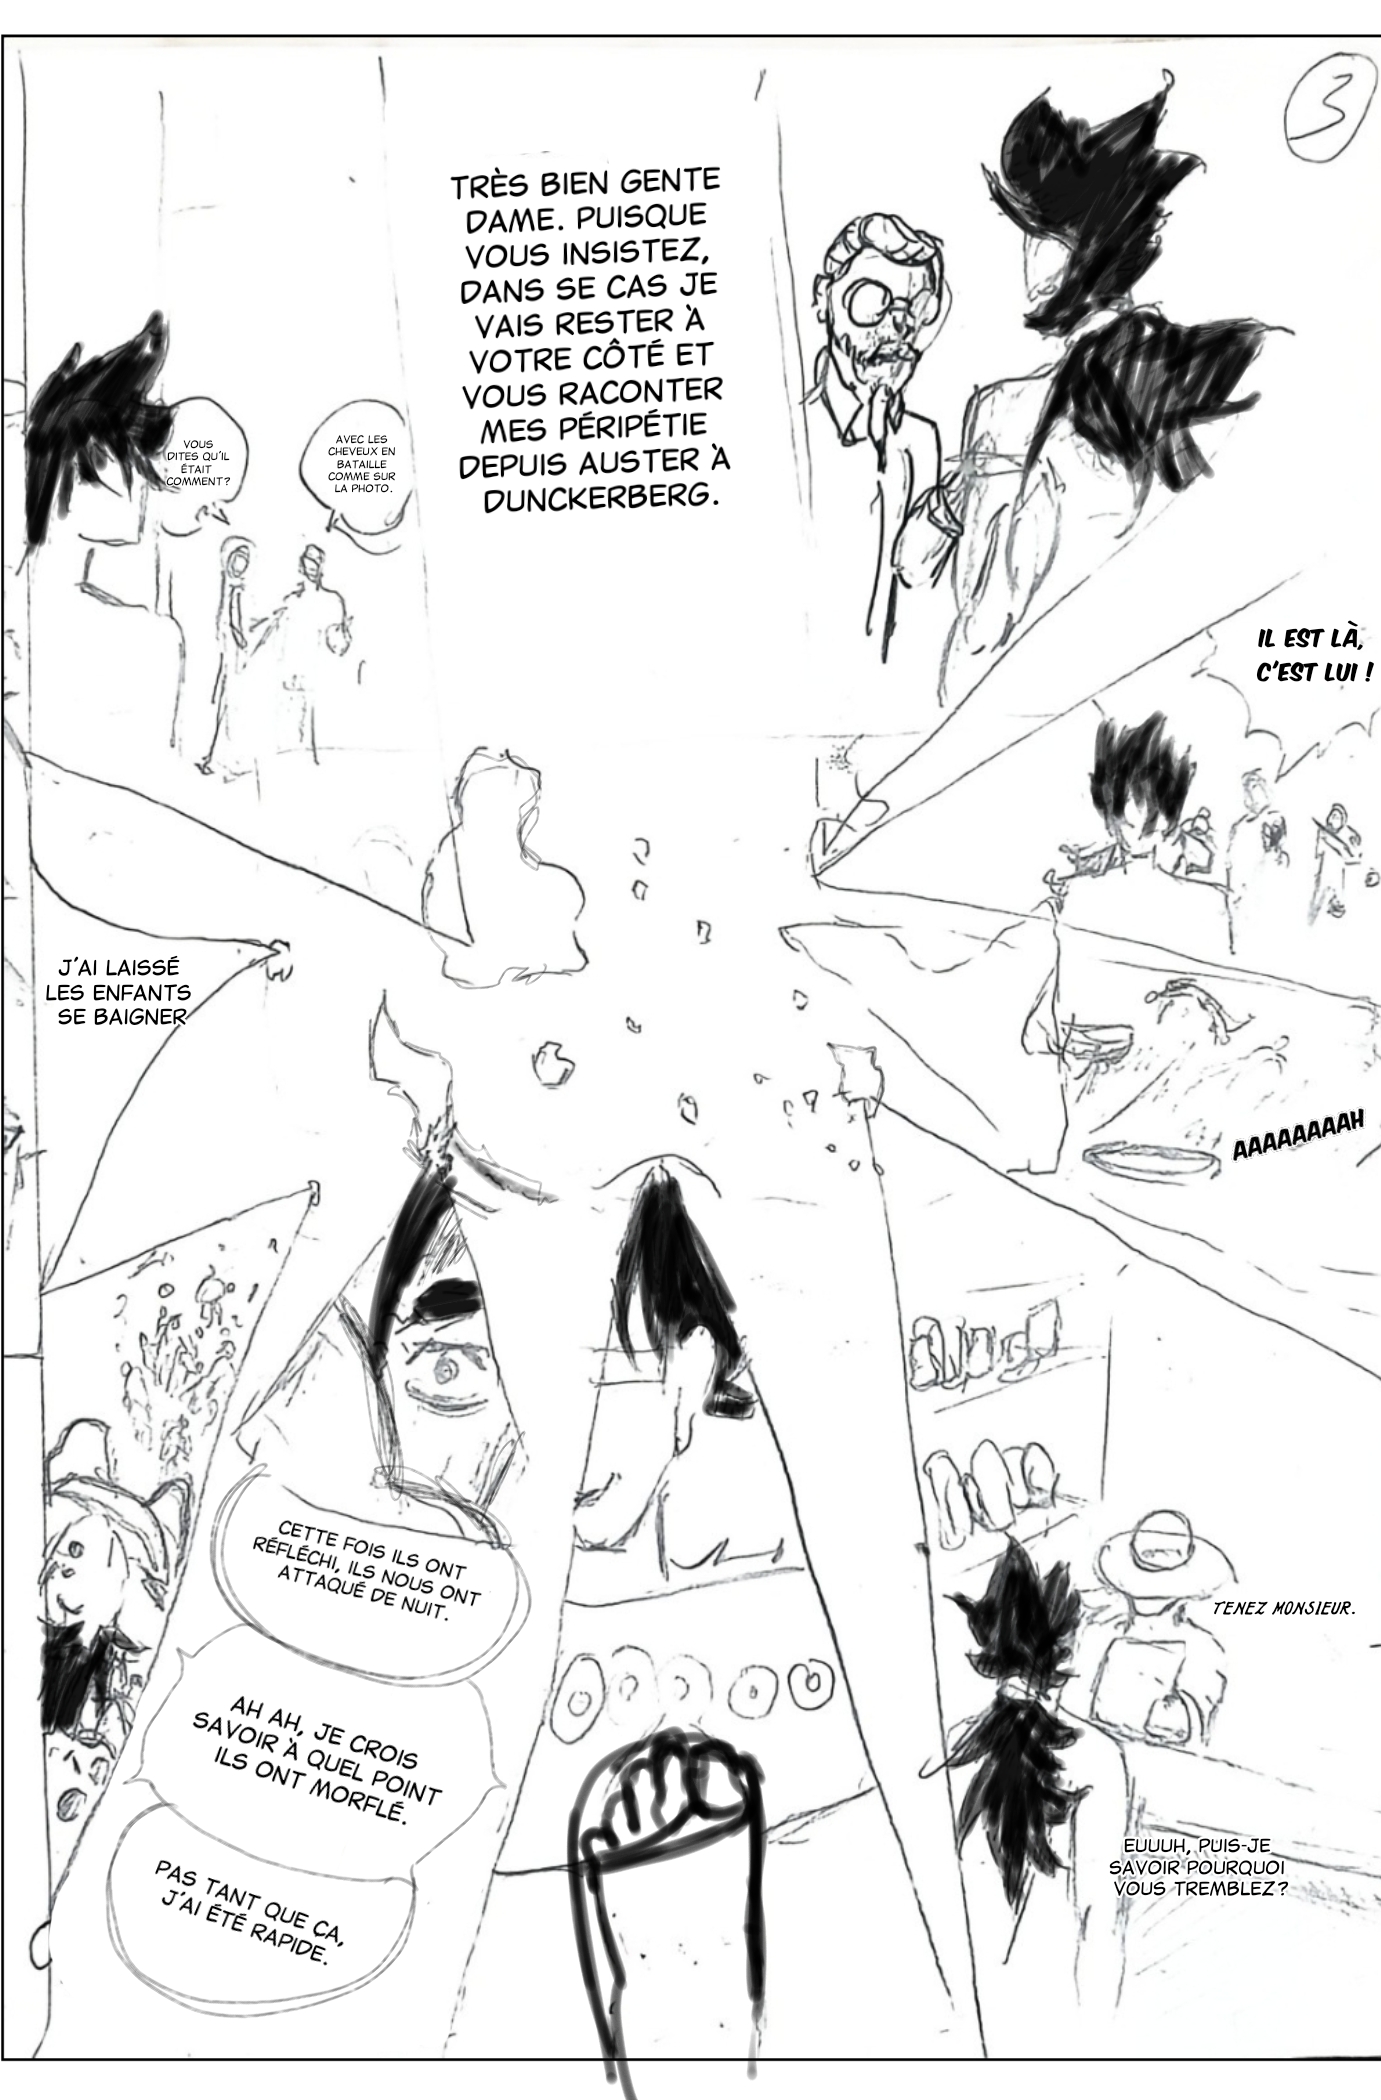 3
TRÈS BIEN GENTE
DAME. PUISQUE
VOUS INSISTEZ,
DANS SE CAS JE
VAIS RESTER À
VOTRE CÔTÉ ET
VOUS RACONTER
MES PÉRIPÉTIE
DEPUIS AUSTER À
DUNCKERBERG.
VOUS
DITES QU'IL
ÉTAIT
COMMENT?
AVEC LES
CHEVEUX EN
BATAILLE
COMME SUR
LA PHOTO.
IL EST LÀ,
C'EST LUI !
J'AI LAISSÉ
LES ENFANTS
SE BAIGNER
AAAAAAAAH
CETTE FOIS ILS ONT
RÉFLÉCHI, ILS NOUS ONT
ATTAQUÉ DE NUIT.
AH AH, JE CROIS
SAVOIR À QUEL POINT
ILS ONT MORFLÉ.
PAS TANT QUE ÇA,
J'AI ÉTÉ RAPIDE.
TENEZ MONSIEUR.
EUUUH, PUIS-JE
SAVOIR POURQUOI
VOUS TREMBLEZ?